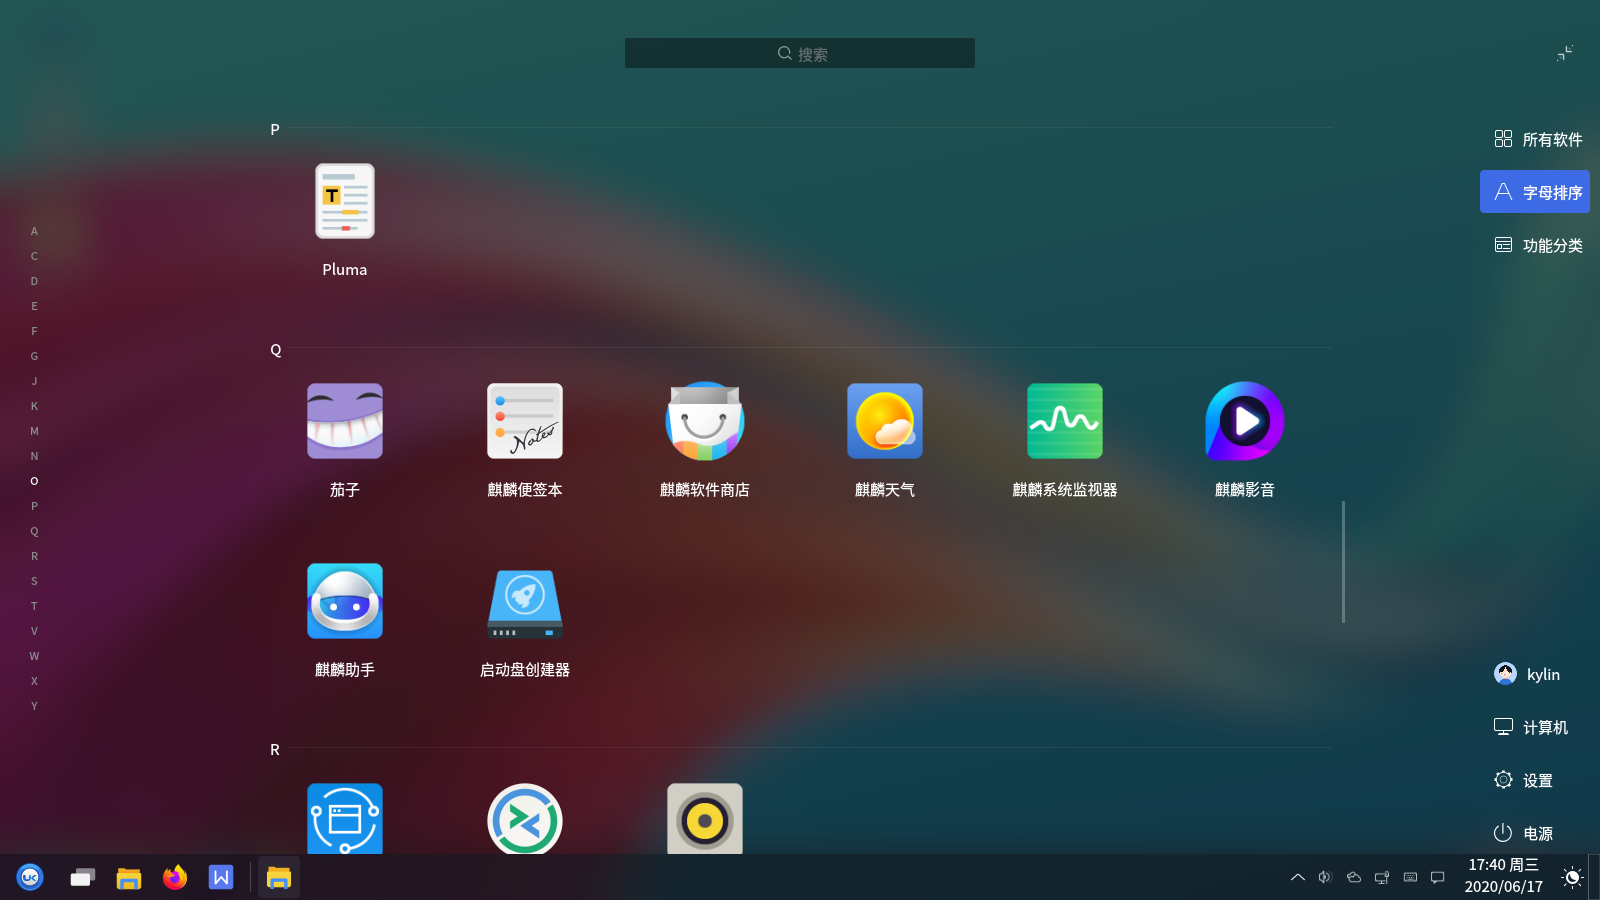 搜索
所有软件
字母排序
功能分类
A
C
D
E
F
G
J
K
M
N
O
P
Q
R
S
T
V
W
X
Y
P
T
Pluma
Q
Notes
茄子
麒麟便签本
麒麟软件商店
麒麟天气
麒麟系统监视器
麒麟影音
麒麟助手
启动盘创建器
R
kylin
计算机
设置
电源
UK
W
17:40 周三
2020/06/17